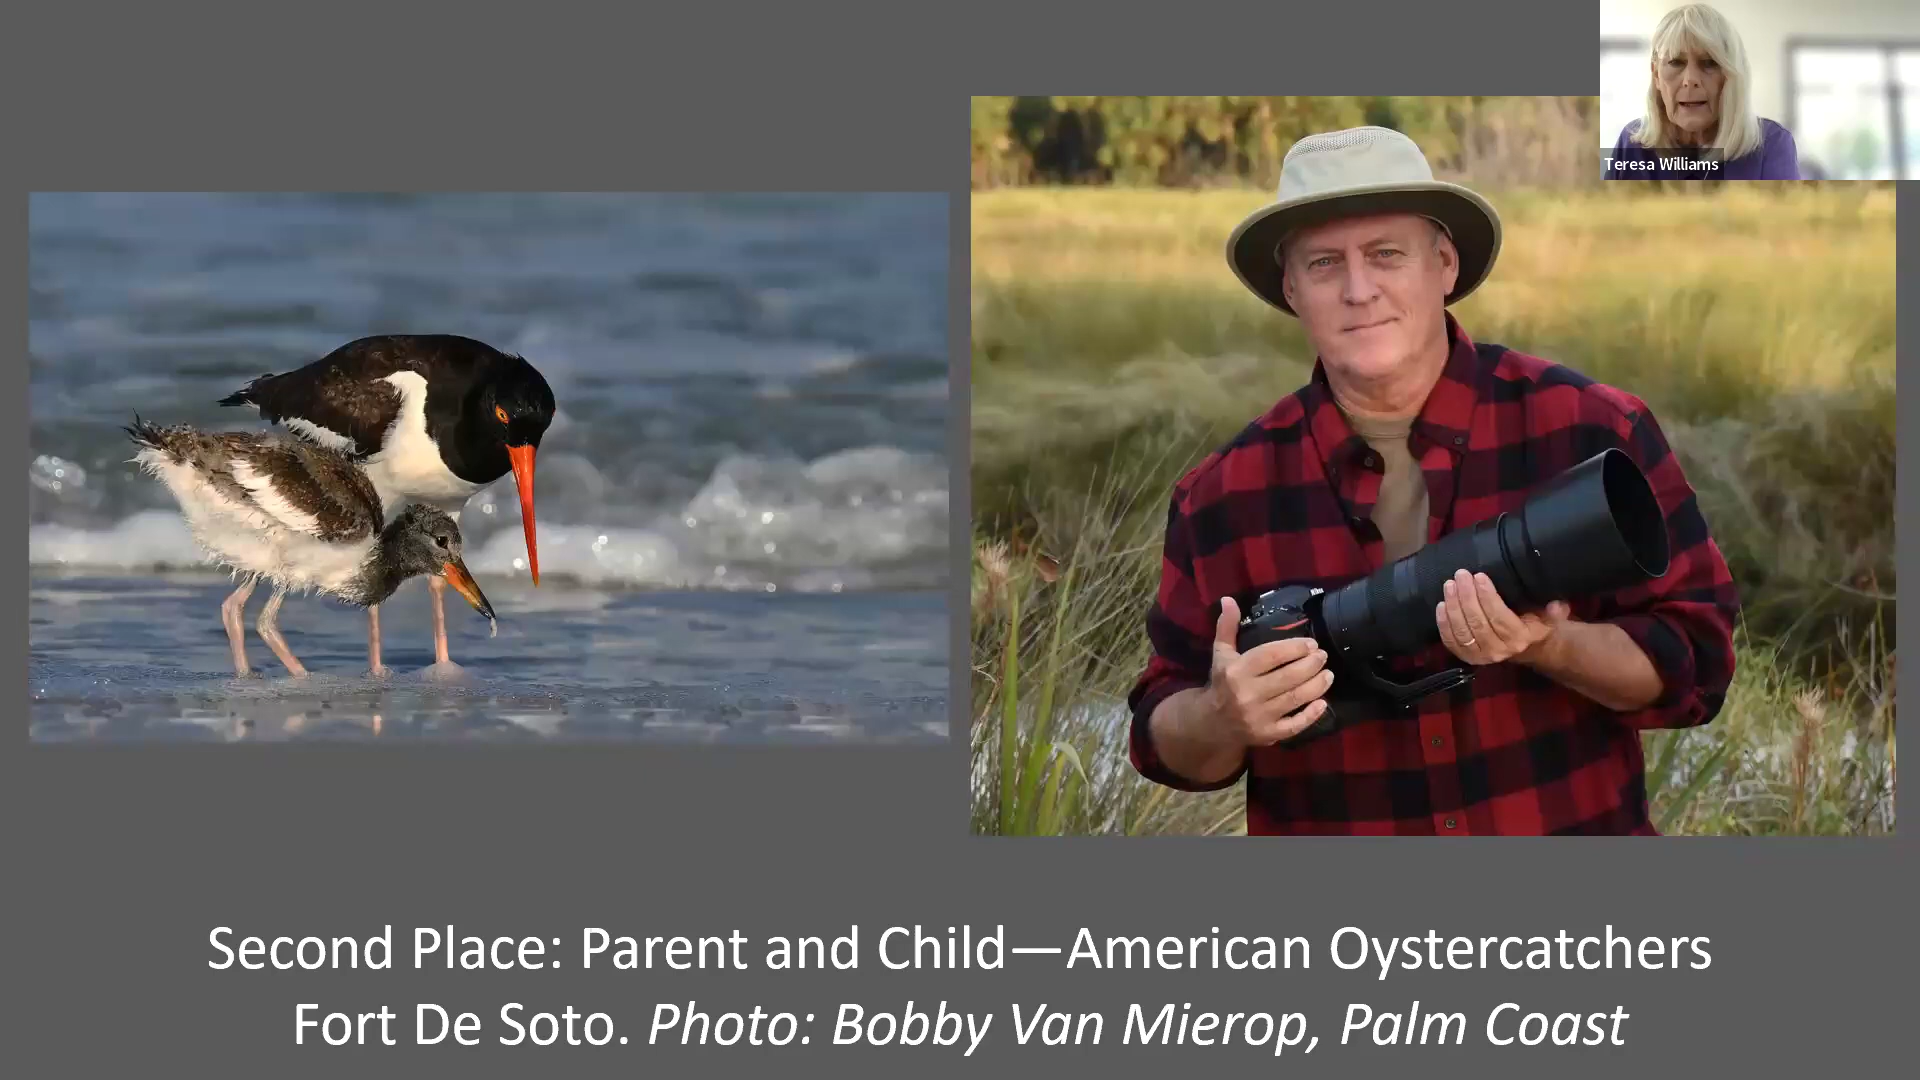 Teresa Williams
Second Place: Parent and Child—American Oystercatchers
Fort De Soto. Photo: Bobby Van Mierop, Palm Coast